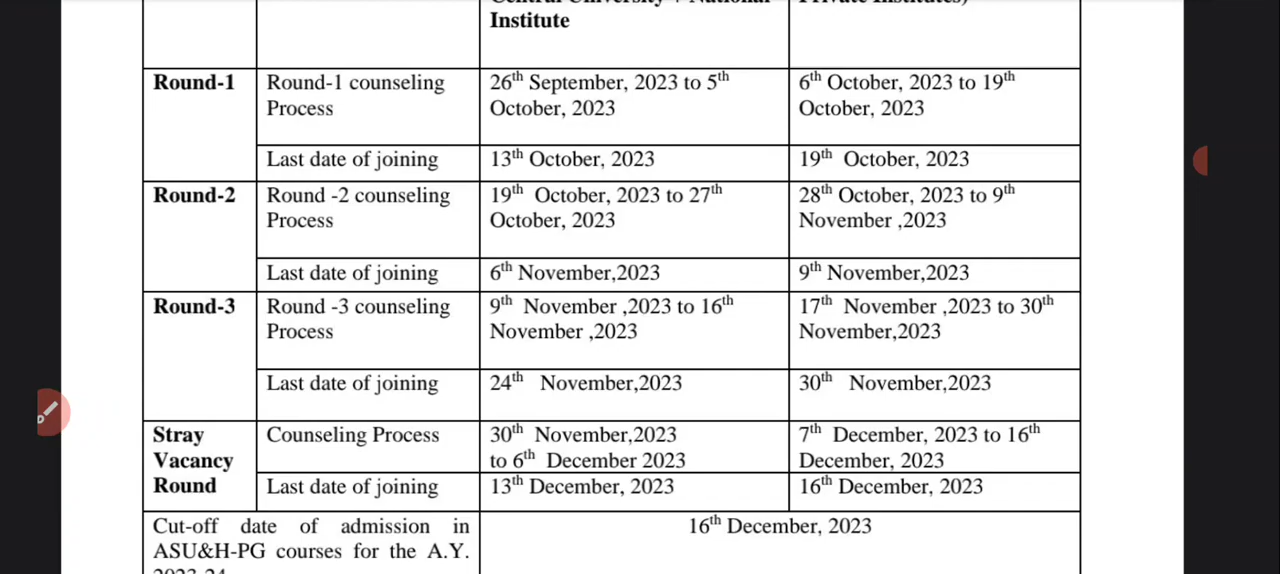 Institute
Round-1
Round-1 counseling
Process
26th September, 2023 to 5th
October, 2023
6th October, 2023 to 19th
October, 2023
Last date of joining
13th October, 2023
19th October, 2023
Round-2
Round -2 counseling
Process
19th October, 2023 to 27th
October, 2023
28th October, 2023 to 9th
November ,2023
Last date of joining
6th November,2023
9th November,2023
Round-3
Round -3 counseling
Process
9th November ,2023 to 16th
November ,2023
17th November ,2023 to 30th
November,2023
Last date of joining
24th November,2023
30th November,2023
Stray
Vacancy
Round
Counseling Process
30th November,2023
to 6th December 2023
7th December, 2023 to 16th
December, 2023
Last date of joining
13th December, 2023
16th December, 2023
Cut-off date of admission in
ASU&H-PG courses for the A.Y.
16th December, 2023